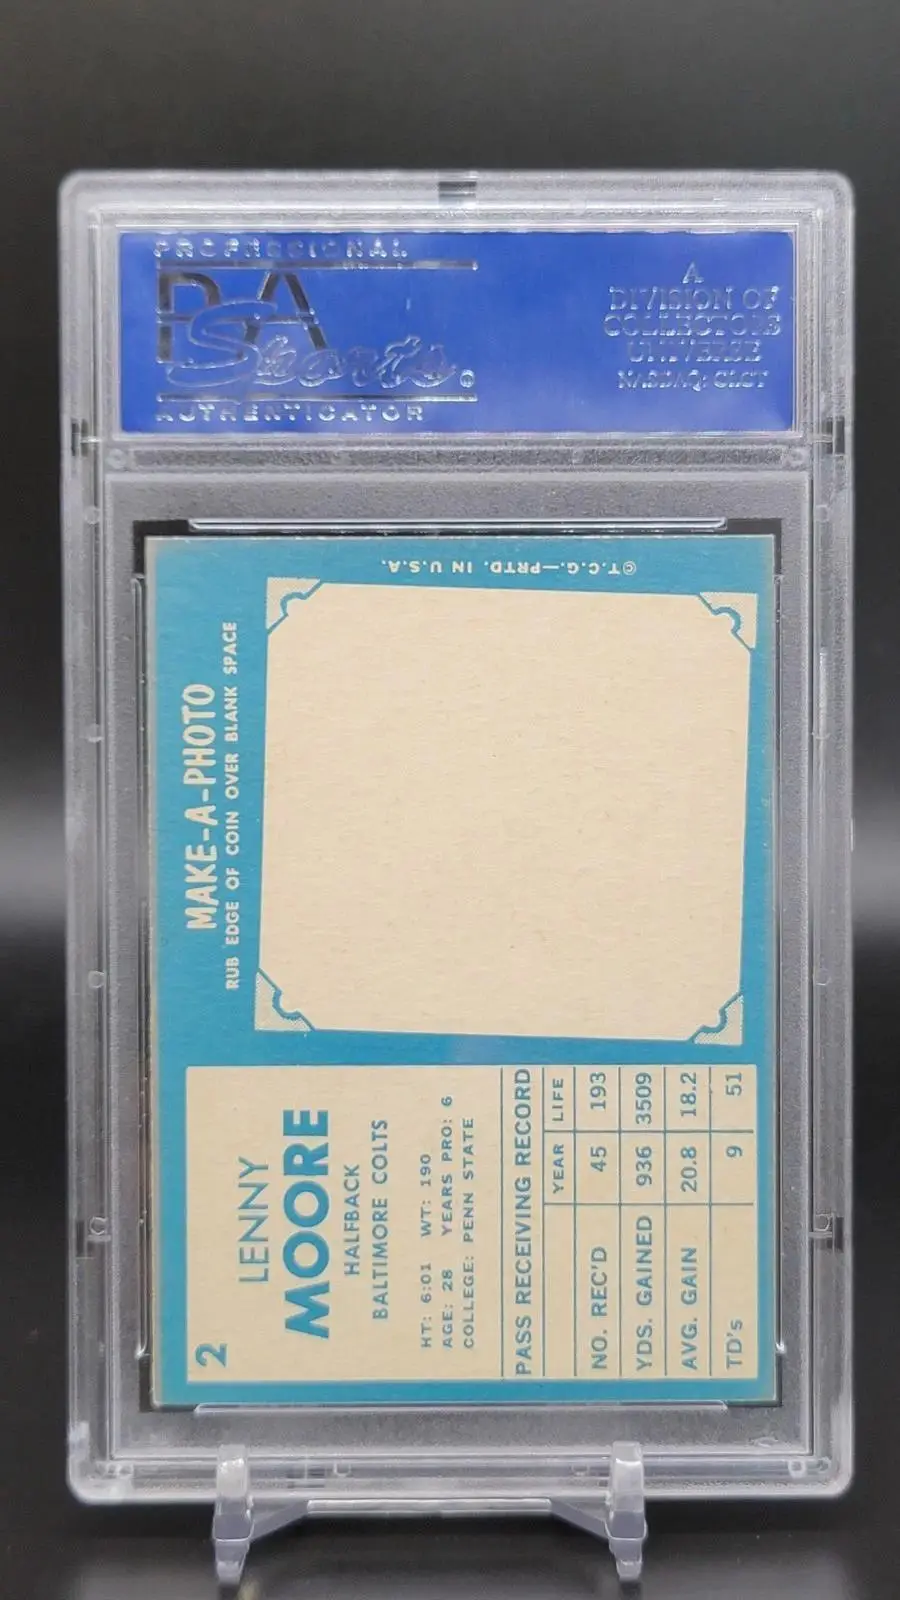 PROFESSIONAL
PSA
Sports®
AUTHENTICATOR
A
DIVISION OF
COLLECTORS
UNIVERSE
NASDAQ: CLCT
2
LENNY
MOORE
HALFBACK
BALTIMORE COLTS
HT: 6:01 WT: 190
AGE: 28 YEARS PRO: 6
COLLEGE: PENN STATE
PASS RECEIVING RECORD
YEAR LIFE
NO. REC'D 45 193
YDS. GAINED 936 3509
AVG. GAIN 20.8 18.2
TD's 9 51
MAKE-A-PHOTO
RUB EDGE OF COIN OVER BLANK SPACE
©T.C.G.—PRTD. IN U.S.A.